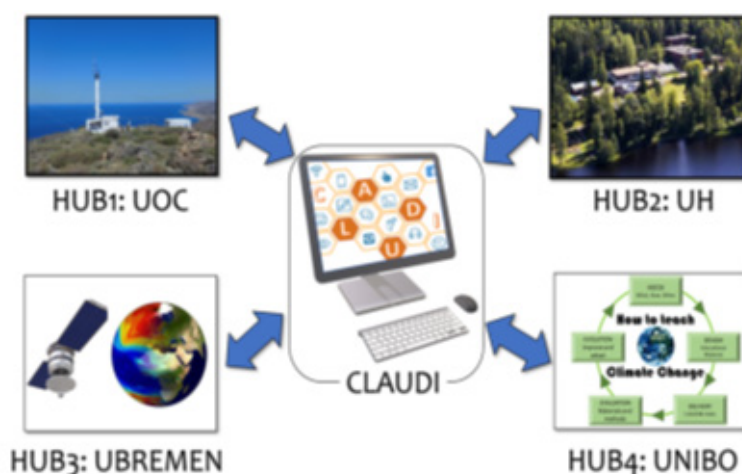 HUB1: UOC
HUB2: UH
C
A
D
I
L
U
CLAUDI
How to teach
Climate Change
HUB3: UBREMEN
HUB4: UNIBO